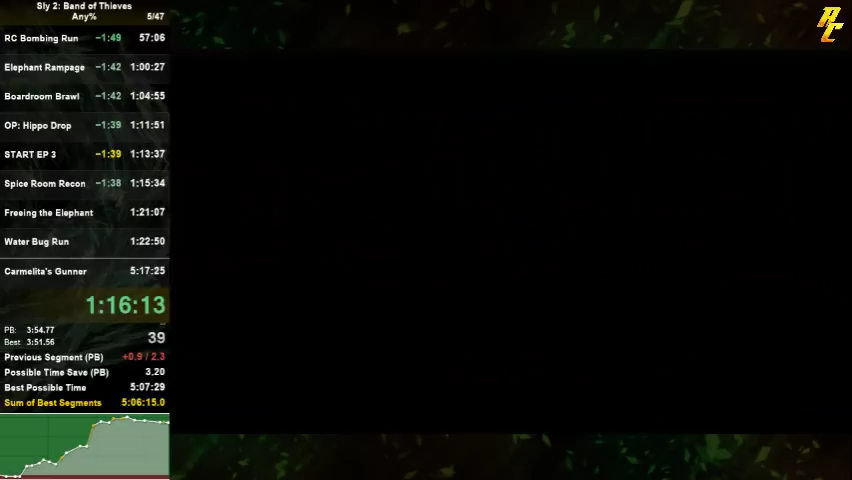 Sly 2: Band of Thieves
Any% 5/47
RC Bombing Run −1:49 57:06
Elephant Rampage −1:42 1:00:27
Boardroom Brawl −1:42 1:04:55
OP: Hippo Drop −1:39 1:11:51
START EP 3 −1:39 1:13:37
Spice Room Recon −1:38 1:15:34
Freeing the Elephant 1:21:07
Water Bug Run 1:22:50
Carmelita's Gunner 5:17:25
1:16:13
PB: 3:54.77
Best: 3:51.56
39
Previous Segment (PB) +0.9 / 2.3
Possible Time Save (PB) 3.20
Best Possible Time 5:07:29
Sum of Best Segments 5:06:15.0